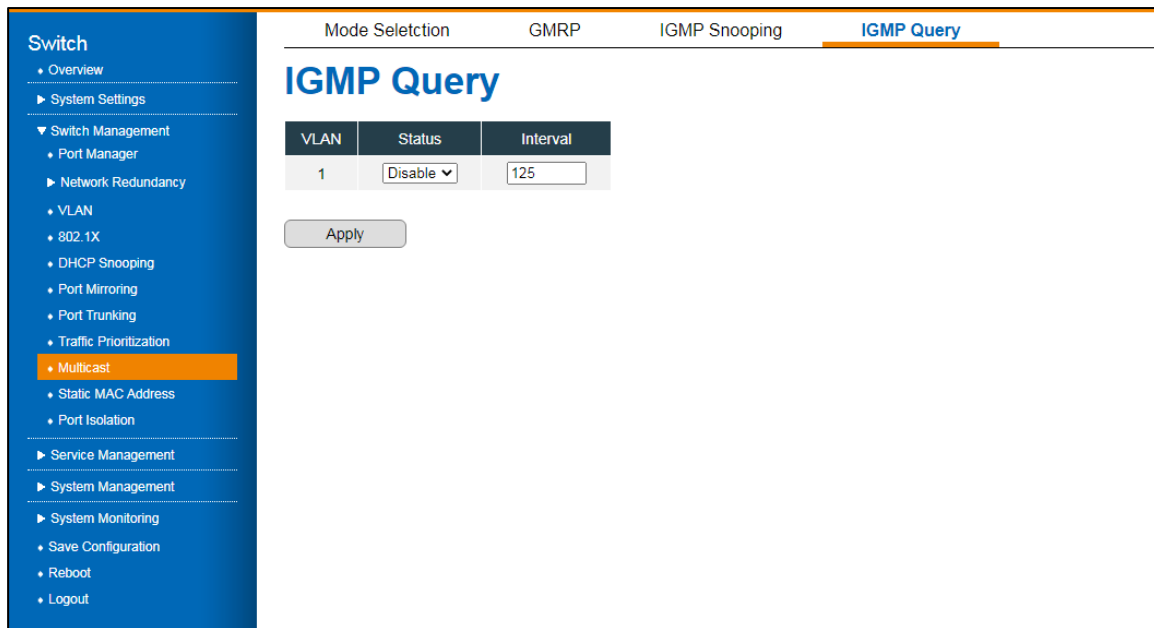 Switch
Overview
System Settings
Switch Management
Port Manager
Network Redundancy
VLAN
802.1X
DHCP Snooping
Port Mirroring
Port Trunking
Traffic Prioritization
Multicast
Static MAC Address
Port Isolation
Service Management
System Management
System Monitoring
Save Configuration
Reboot
Logout
Mode Seletction GMRP IGMP Snooping IGMP Query
IGMP Query
VLAN Status Interval
1 Disable 125
Apply